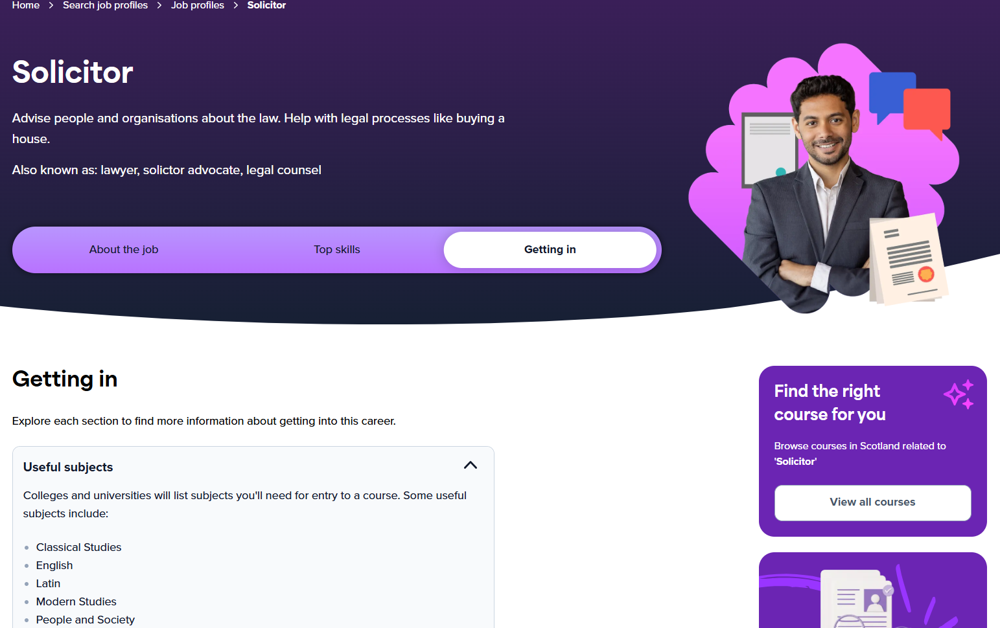 Home > Search job profiles > Job profiles > Solicitor
Solicitor
Advise people and organisations about the law. Help with legal processes like buying a
house.
Also known as: lawyer, solictor advocate, legal counsel
About the job
Top skills
Getting in
Getting in
Explore each section to find more information about getting into this career.
Useful subjects
Colleges and universities will list subjects you'll need for entry to a course. Some useful
subjects include:
Classical Studies
English
Latin
Modern Studies
People and Society
Find the right
course for you
Browse courses in Scotland related to
'Solicitor'
View all courses